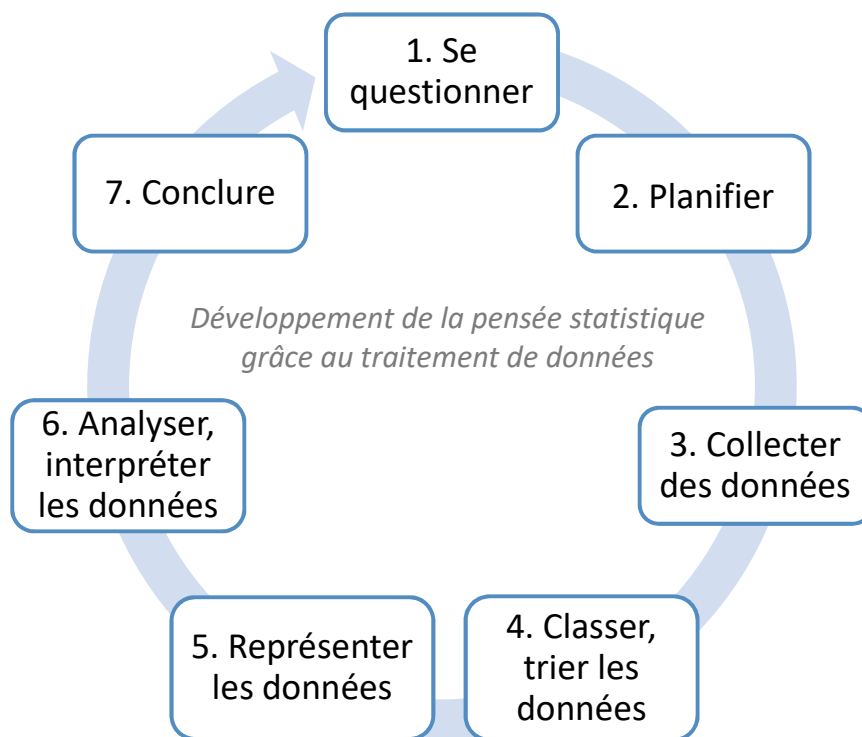 1. Se
questionner
2. Planifier
3. Collecter
des données
4. Classer,
trier les
données
5. Représenter
les données
6. Analyser,
interpréter
les données
7. Conclure
Développement de la pensée statistique
grâce au traitement de données